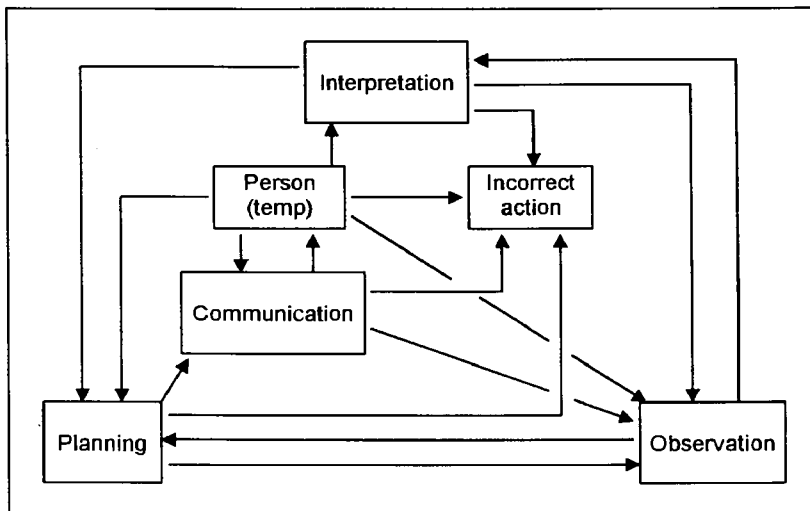 Interpretation
Person
(temp)
Incorrect
action
Communication
Planning
Observation